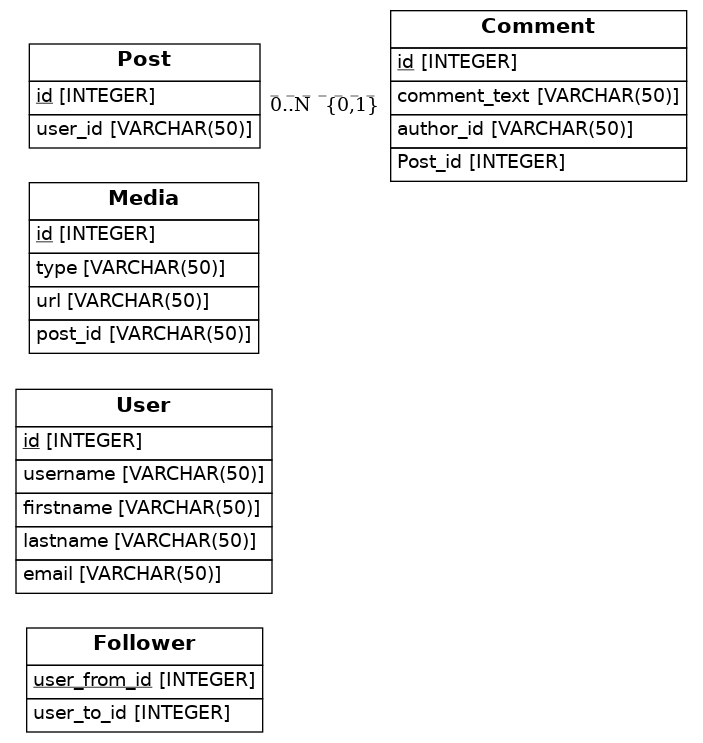 Post
id [INTEGER]
user_id [VARCHAR(50)]
0..N {0,1}
Comment
id [INTEGER]
comment_text [VARCHAR(50)]
author_id [VARCHAR(50)]
Post_id [INTEGER]
Media
id [INTEGER]
type [VARCHAR(50)]
url [VARCHAR(50)]
post_id [VARCHAR(50)]
User
id [INTEGER]
username [VARCHAR(50)]
firstname [VARCHAR(50)]
lastname [VARCHAR(50)]
email [VARCHAR(50)]
Follower
user_from_id [INTEGER]
user_to_id [INTEGER]